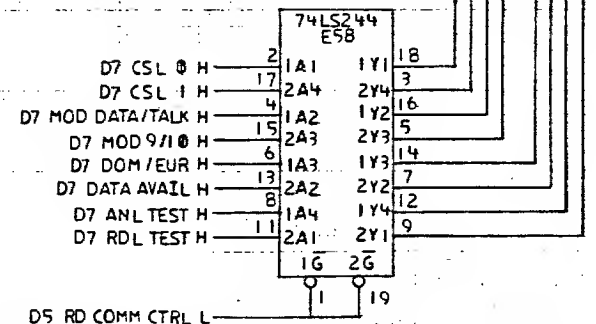 74LS244
E58
D7 CSL 0 H 2 1A1 1Y1 18
D7 CSL 1 H 17 2A4 2Y4 3
D7 MOD DATA/TALK H 4 1A2 1Y2 16
D7 MOD 9/10 H 15 2A3 2Y3 5
D7 DOM/EUR H 6 1A3 1Y3 14
D7 DATA AVAIL H 13 2A2 2Y2 7
D7 ANL TEST H 8 1A4 1Y4 12
D7 RDL TEST H 11 2A1 2Y1 9
1G̅ 2G̅
1 19
D5 RD COMM CTRL L